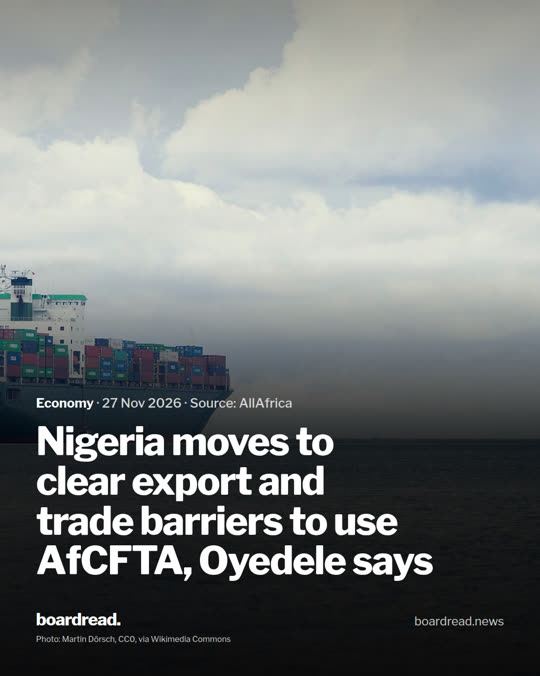 Economy · 27 Nov 2026 · Source: AllAfrica
Nigeria moves to
clear export and
trade barriers to use
AfCFTA, Oyedele says
boardread.
boardread.news
Photo: Martin Dörsch, CC0, via Wikimedia Commons